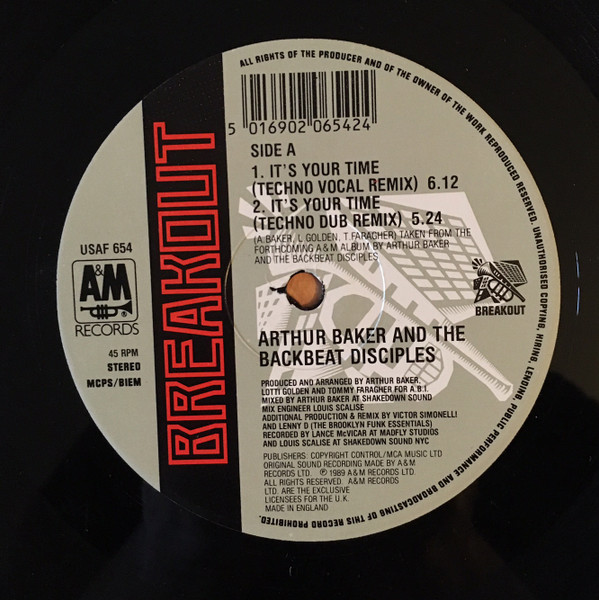 ALL RIGHTS OF THE PRODUCER AND OF THE OWNER OF THE WORK REPRODUCED RESERVED. UNAUTHORISED COPYING, HIRING, LENDING, PUBLIC PERFORMANCE AND BROADCASTING OF THIS RECORD PROHIBITED.
BREAKOUT
5 016902 065424
SIDE A
1. IT'S YOUR TIME
(TECHNO VOCAL REMIX) 6.12
2. IT'S YOUR TIME
(TECHNO DUB REMIX) 5.24
(A. BAKER, L. GOLDEN, T. FARAGHER) TAKEN FROM THE
FORTHCOMING A&M ALBUM BY ARTHUR BAKER
AND THE BACKBEAT DISCIPLES
USAF 654
A&M
®
RECORDS
45 RPM
STEREO
MCPS/BIEM
BREAKOUT
ARTHUR BAKER AND THE
BACKBEAT DISCIPLES
PRODUCED AND ARRANGED BY ARTHUR BAKER,
LOTTI GOLDEN AND TOMMY FARAGHER FOR A.B.I.
MIXED BY ARTHUR BAKER AT SHAKEDOWN SOUND
MIX ENGINEER LOUIS SCALISE
ADDITIONAL PRODUCTION & REMIX BY VICTOR SIMONELLI
AND LENNY D (THE BROOKLYN FUNK ESSENTIALS)
RECORDED BY LANCE McVICAR AT MADFLY STUDIOS
AND LOUIS SCALISE AT SHAKEDOWN SOUND NYC
PUBLISHERS: COPYRIGHT CONTROL/MCA MUSIC LTD
ORIGINAL SOUND RECORDING MADE BY A&M
RECORDS LTD. ℗ 1989 A&M RECORDS LTD.
ALL RIGHTS RESERVED. A&M RECORDS
LTD. ARE THE EXCLUSIVE
LICENSEES FOR THE U.K.
MADE IN ENGLAND